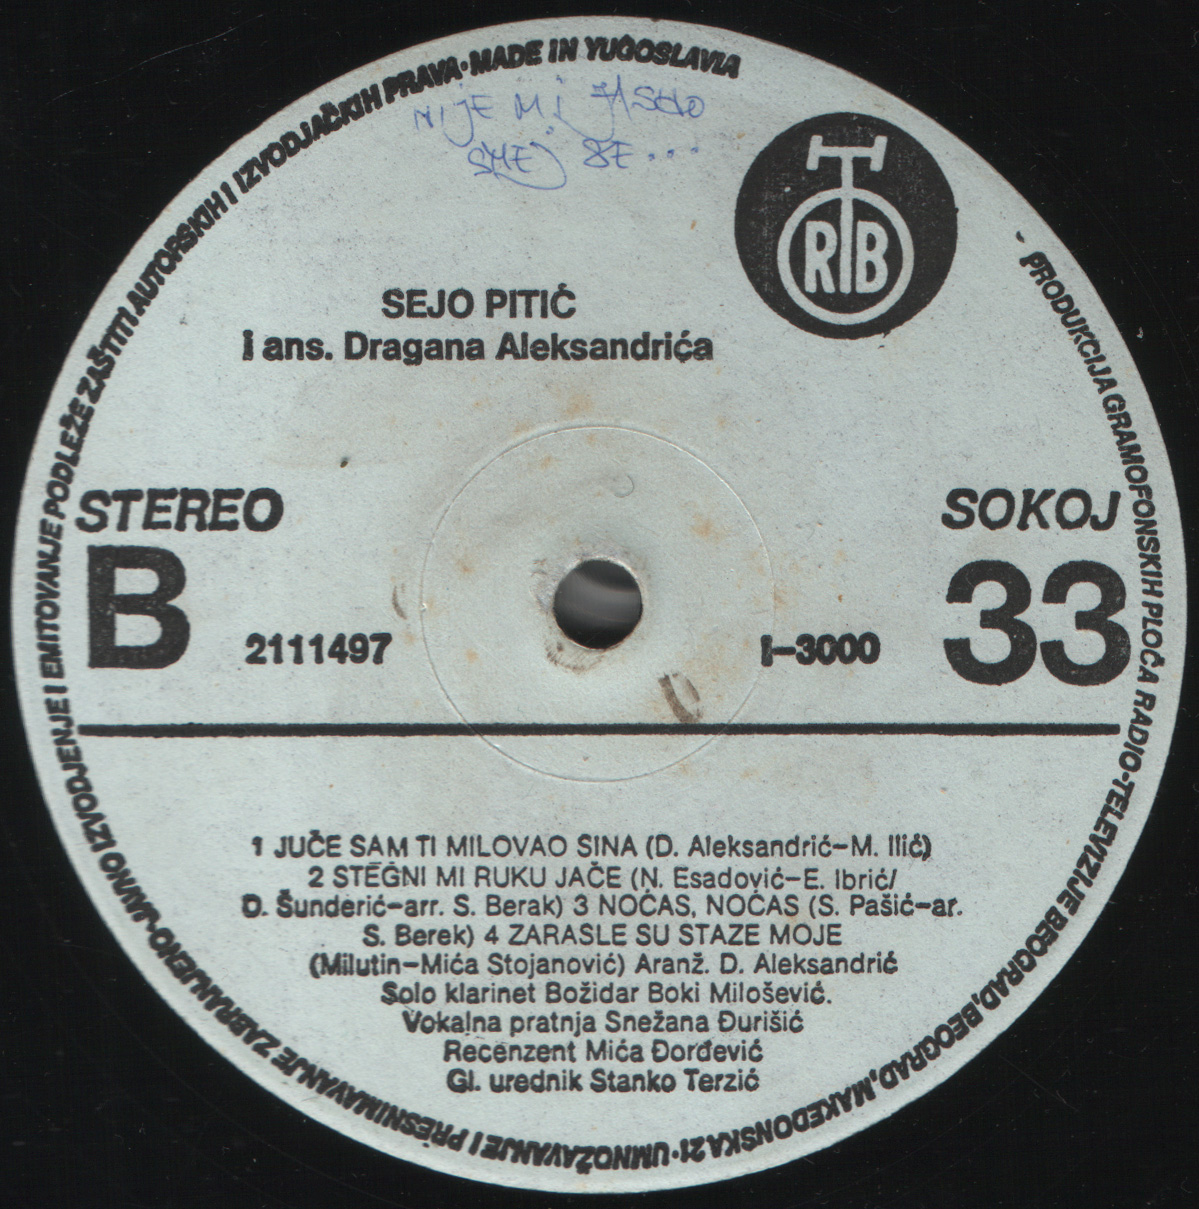 - PRODUKCIJA GRAMOFONSKIH PLOČA RADIO-TELEVIZIJE BEOGRAD, BEOGRAD, MAKEDONSKA 21 · UMNOŽAVANJE I PRESNIMAVANJE ZABRANJENO-JAVNO IZVODJENJE I EMITOVANJE PODLEŽE ZAŠTITI AUTORSKIH I IZVODJAČKIH PRAVA · MADE IN YUGOSLAVIA
NIJE MI JASNO
SMEJ SE...
RTB
SEJO PITIĆ
i ans. Dragana Aleksandrića
STEREO
SOKOJ
B
33
2111497
I-3000
1 JUČE SAM TI MILOVAO SINA (D. Aleksandrić-M. Ilić)
2 STEGNI MI RUKU JAČE (N. Esadović-E. Ibrić/
D. Šunderić-arr. S. Berak) 3 NOĆAS, NOĆAS (S. Pašić-ar.
S. Berek) 4 ZARASLE SU STAZE MOJE
(Milutin-Mića Stojanović) Aranž. D. Aleksandrić
Solo klarinet Božidar Boki Milošević.
Vokalna pratnja Snežana Đurišić
Recenzent Mića Đorđević
Gl. urednik Stanko Terzić